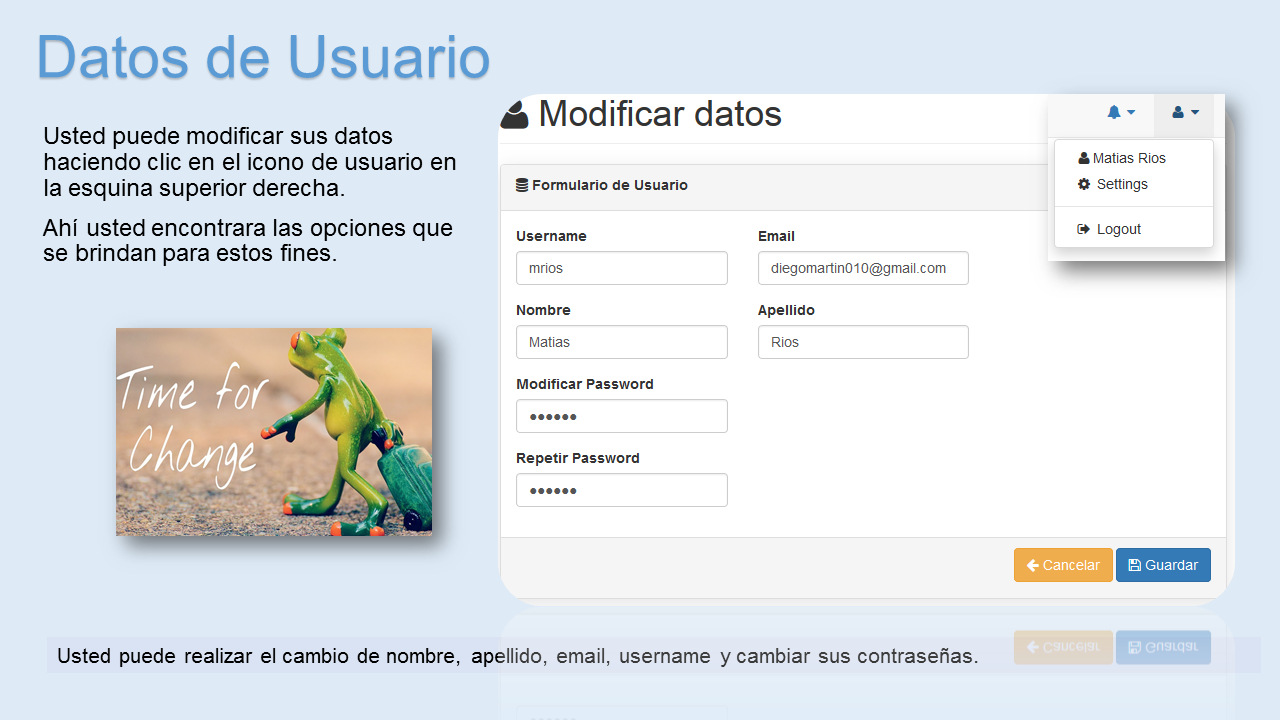 Datos de Usuario
Usted puede modificar sus datos
haciendo clic en el icono de usuario en
la esquina superior derecha.
Ahí usted encontrara las opciones que
se brindan para estos fines.
Time for
Change
Modificar datos
Matias Rios
Settings
Logout
Formulario de Usuario
Username
Email
mrios
diegomartin010@gmail.com
Nombre
Apellido
Matias
Rios
Modificar Password
••••••
Repetir Password
••••••
Cancelar
Guardar
Usted puede realizar el cambio de nombre, apellido, email, username y cambiar sus contraseñas.
Cancelar
Guardar